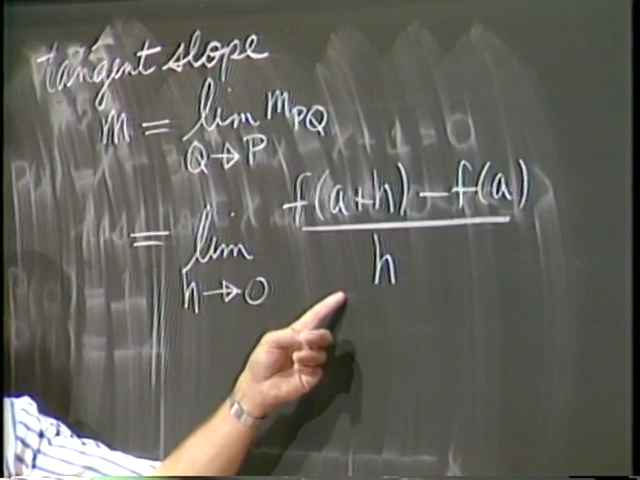 tangent slope
m = lim m_PQ
Q→P
= lim f(a+h) - f(a)
h→0 h